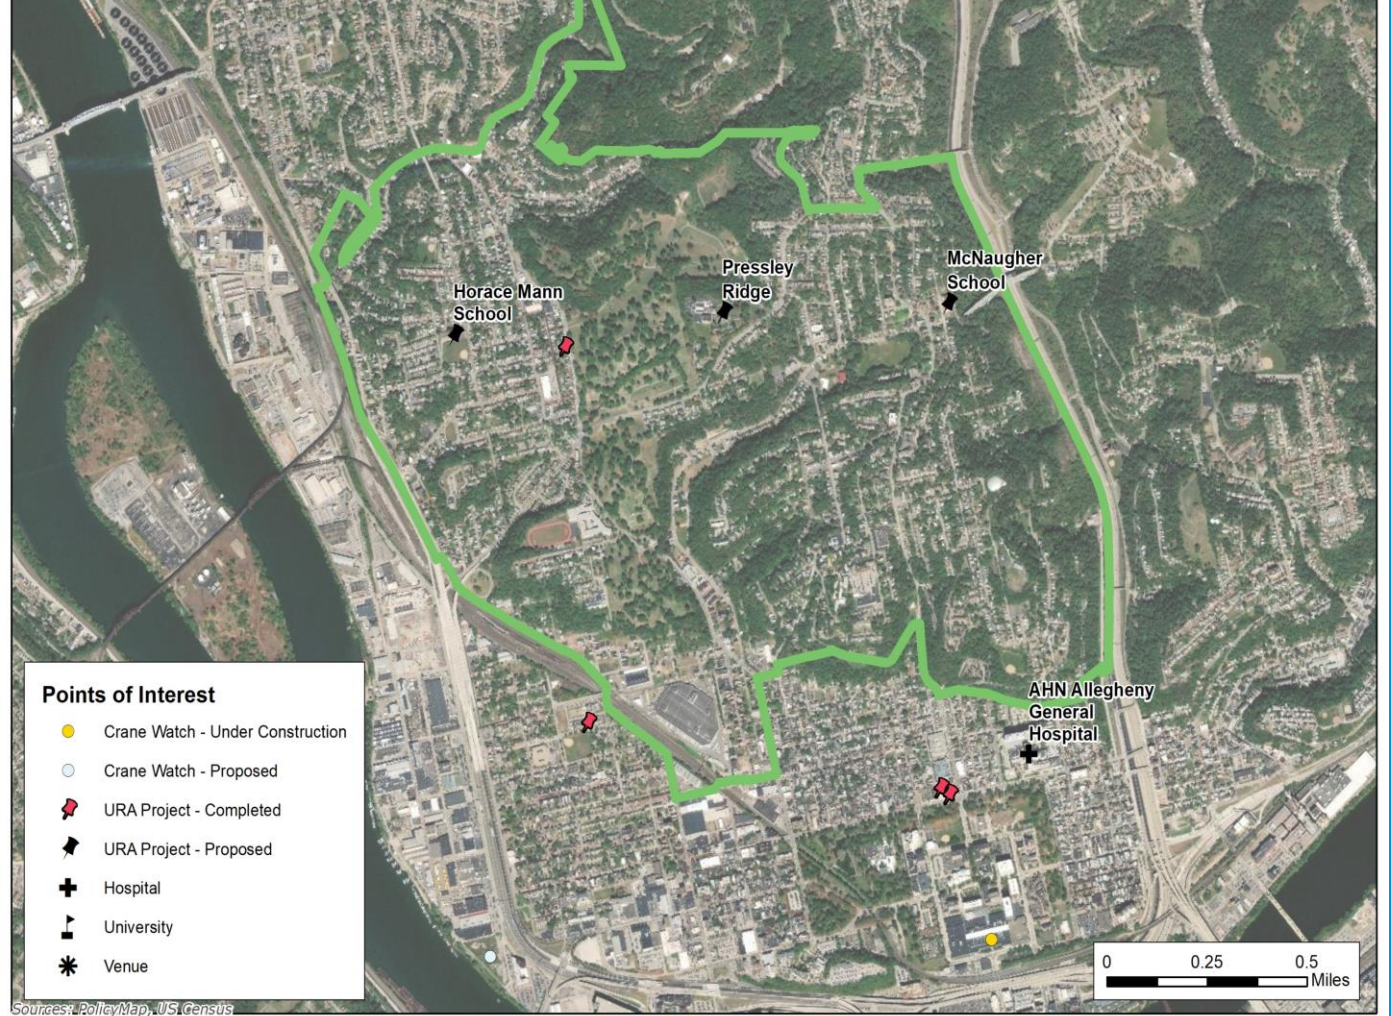 McNaugher
School
Pressley
Ridge
Horace Mann
School
AHN Allegheny
General
Hospital
Points of Interest
Crane Watch - Under Construction
Crane Watch - Proposed
URA Project - Completed
URA Project - Proposed
Hospital
University
Venue
0 0.25 0.5
Miles
Sources: PolicyMap, US Census